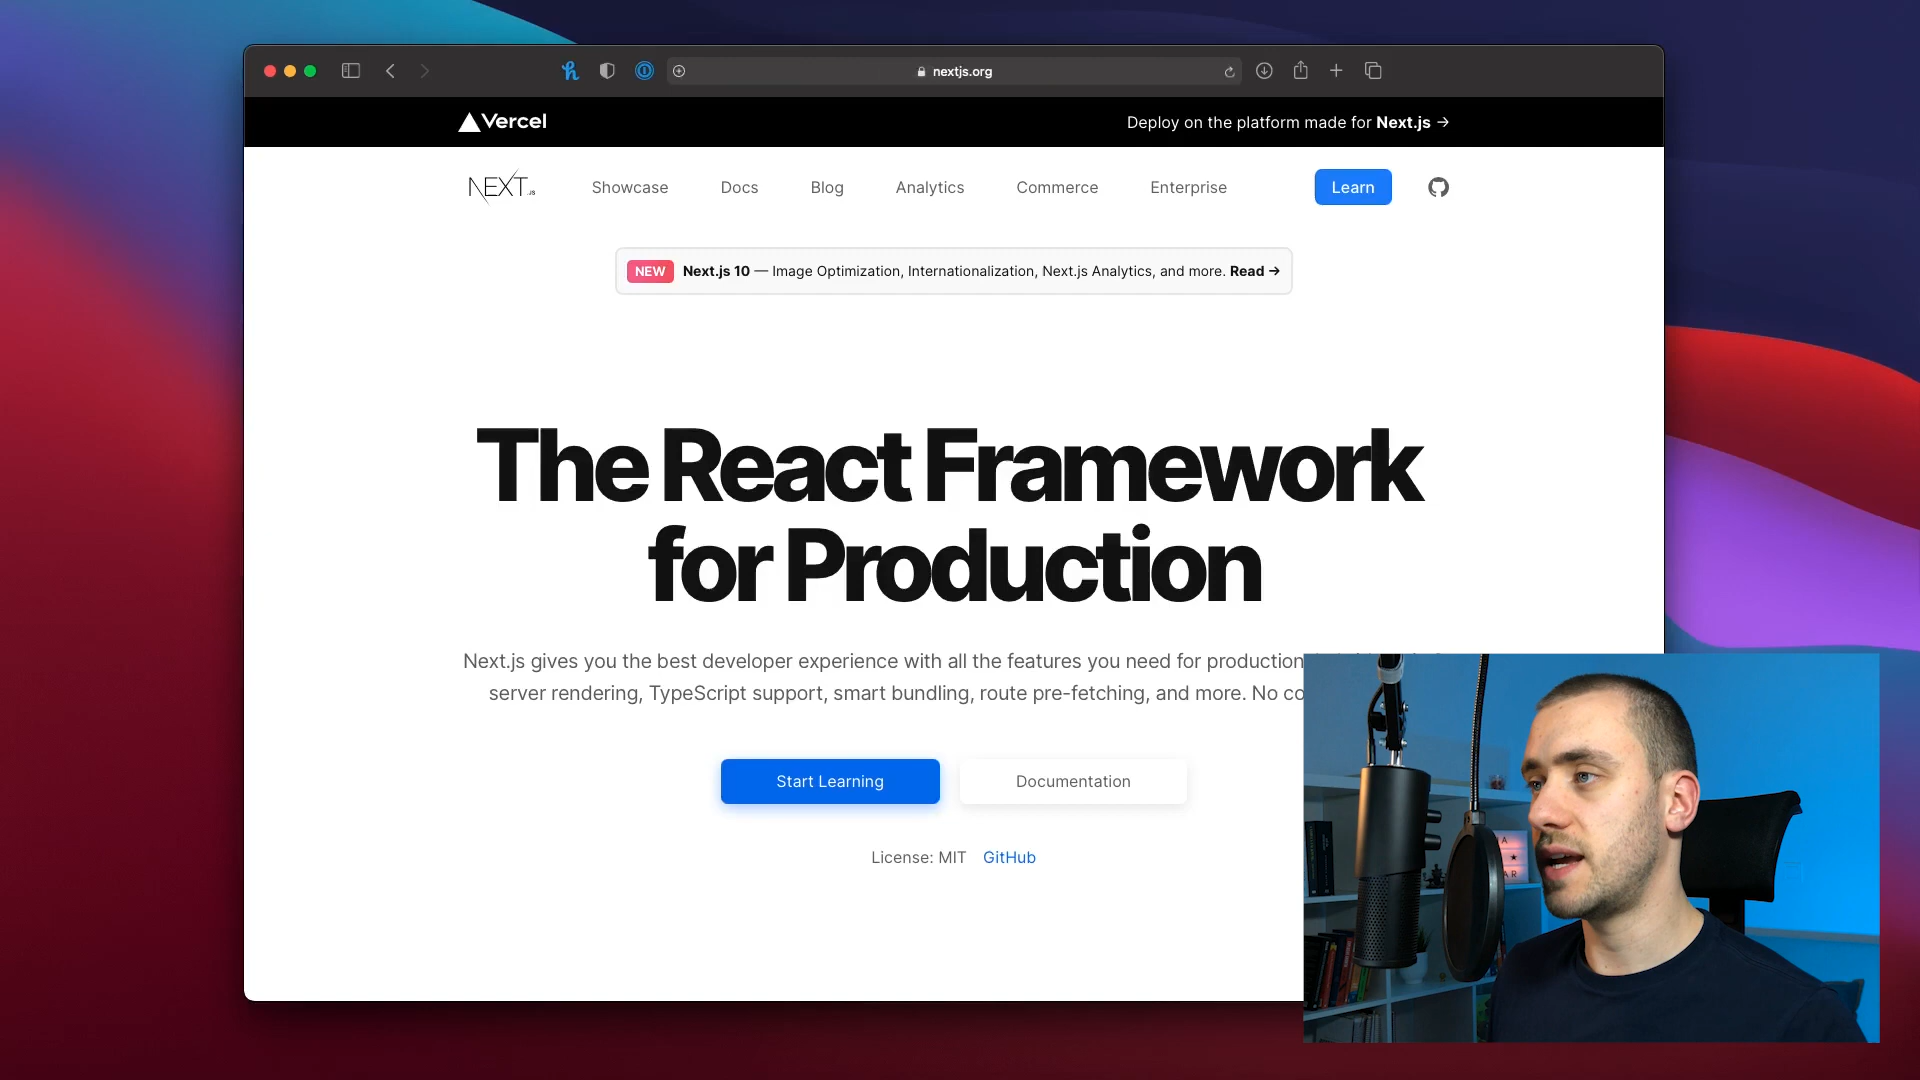 nextjs.org
Vercel
Deploy on the platform made for Next.js →
NEXT.JS
Showcase
Docs
Blog
Analytics
Commerce
Enterprise
Learn
NEW Next.js 10 — Image Optimization, Internationalization, Next.js Analytics, and more. Read →
The React Framework
for Production
Next.js gives you the best developer experience with all the features you need for production
server rendering, TypeScript support, smart bundling, route pre-fetching, and more. No co
Start Learning
Documentation
License: MIT GitHub
A
AR